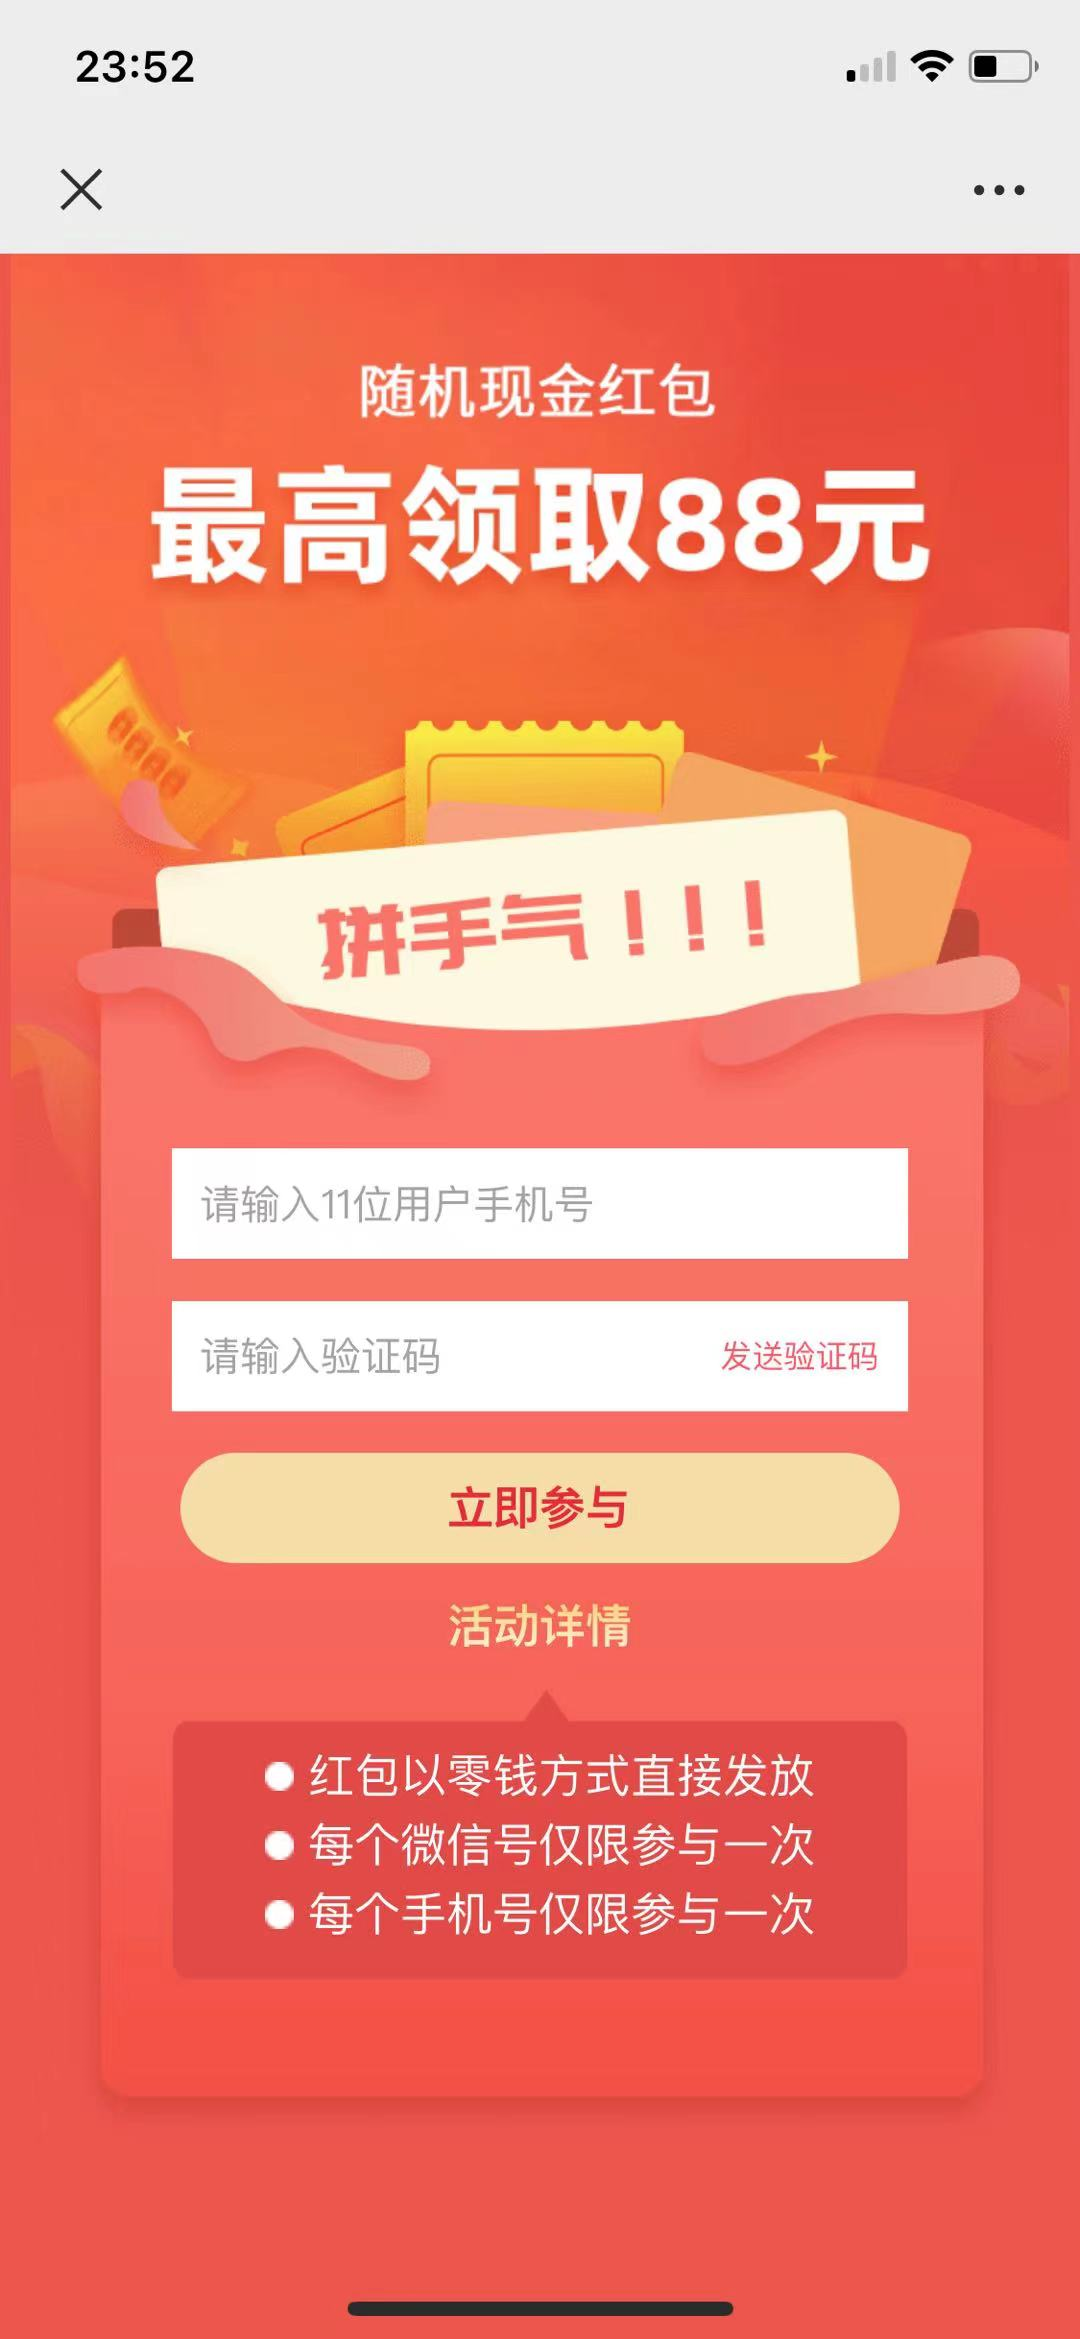 23:52
随机现金红包
最高领取88元
拼手气！！！
请输入11位用户手机号
请输入验证码
发送验证码
立即参与
活动详情
红包以零钱方式直接发放
每个微信号仅限参与一次
每个手机号仅限参与一次